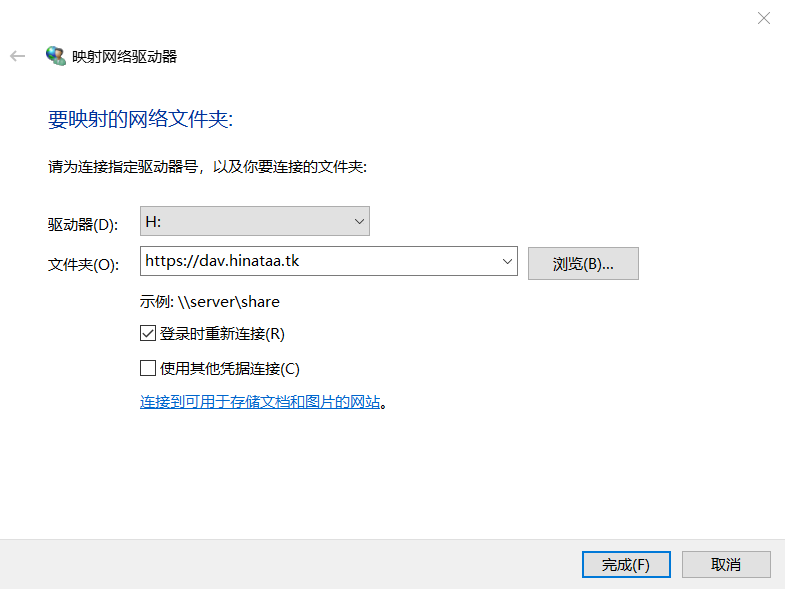 映射网络驱动器
要映射的网络文件夹:
请为连接指定驱动器号，以及你要连接的文件夹:
驱动器(D): H:
文件夹(O): https://dav.hinataa.tk 浏览(B)...
示例: \\server\share
登录时重新连接(R)
使用其他凭据连接(C)
连接到可用于存储文档和图片的网站。
完成(F) 取消